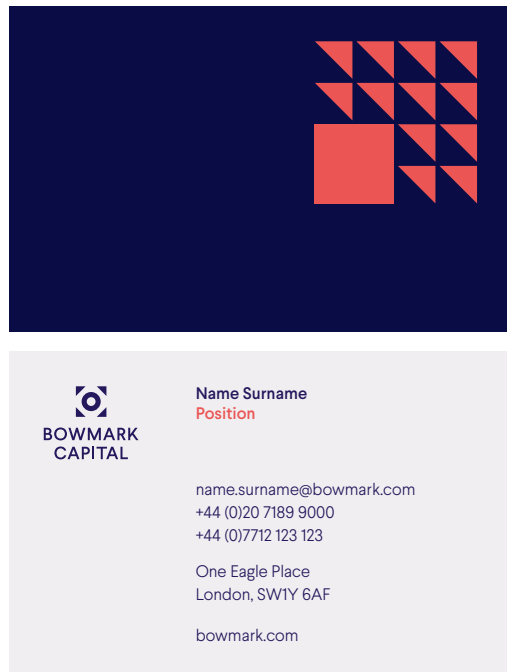 BOWMARK
CAPITAL
Name Surname
Position
name.surname@bowmark.com
+44 (0)20 7189 9000
+44 (0)7712 123 123
One Eagle Place
London, SW1Y 6AF
bowmark.com